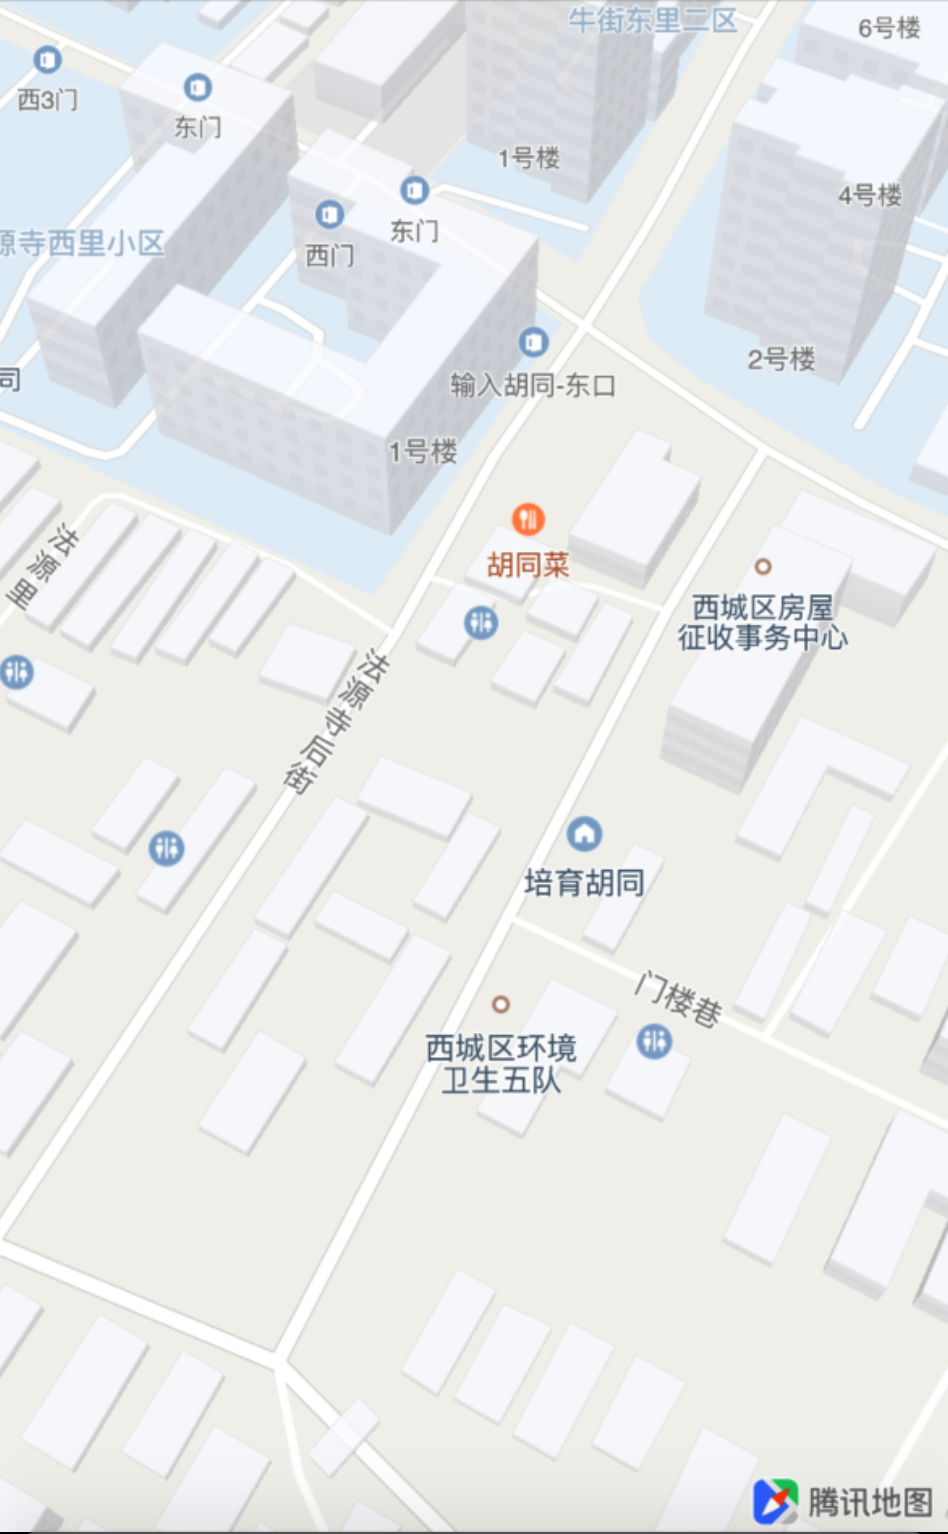 牛街东里二区
6号楼
西3门
东门
1号楼
4号楼
东门
源寺西里小区
西门
2号楼
司
输入胡同-东口
1号楼
法源里
胡同菜
西城区房屋
征收事务中心
法源寺后街
培育胡同
门楼巷
西城区环境
卫生五队
腾讯地图